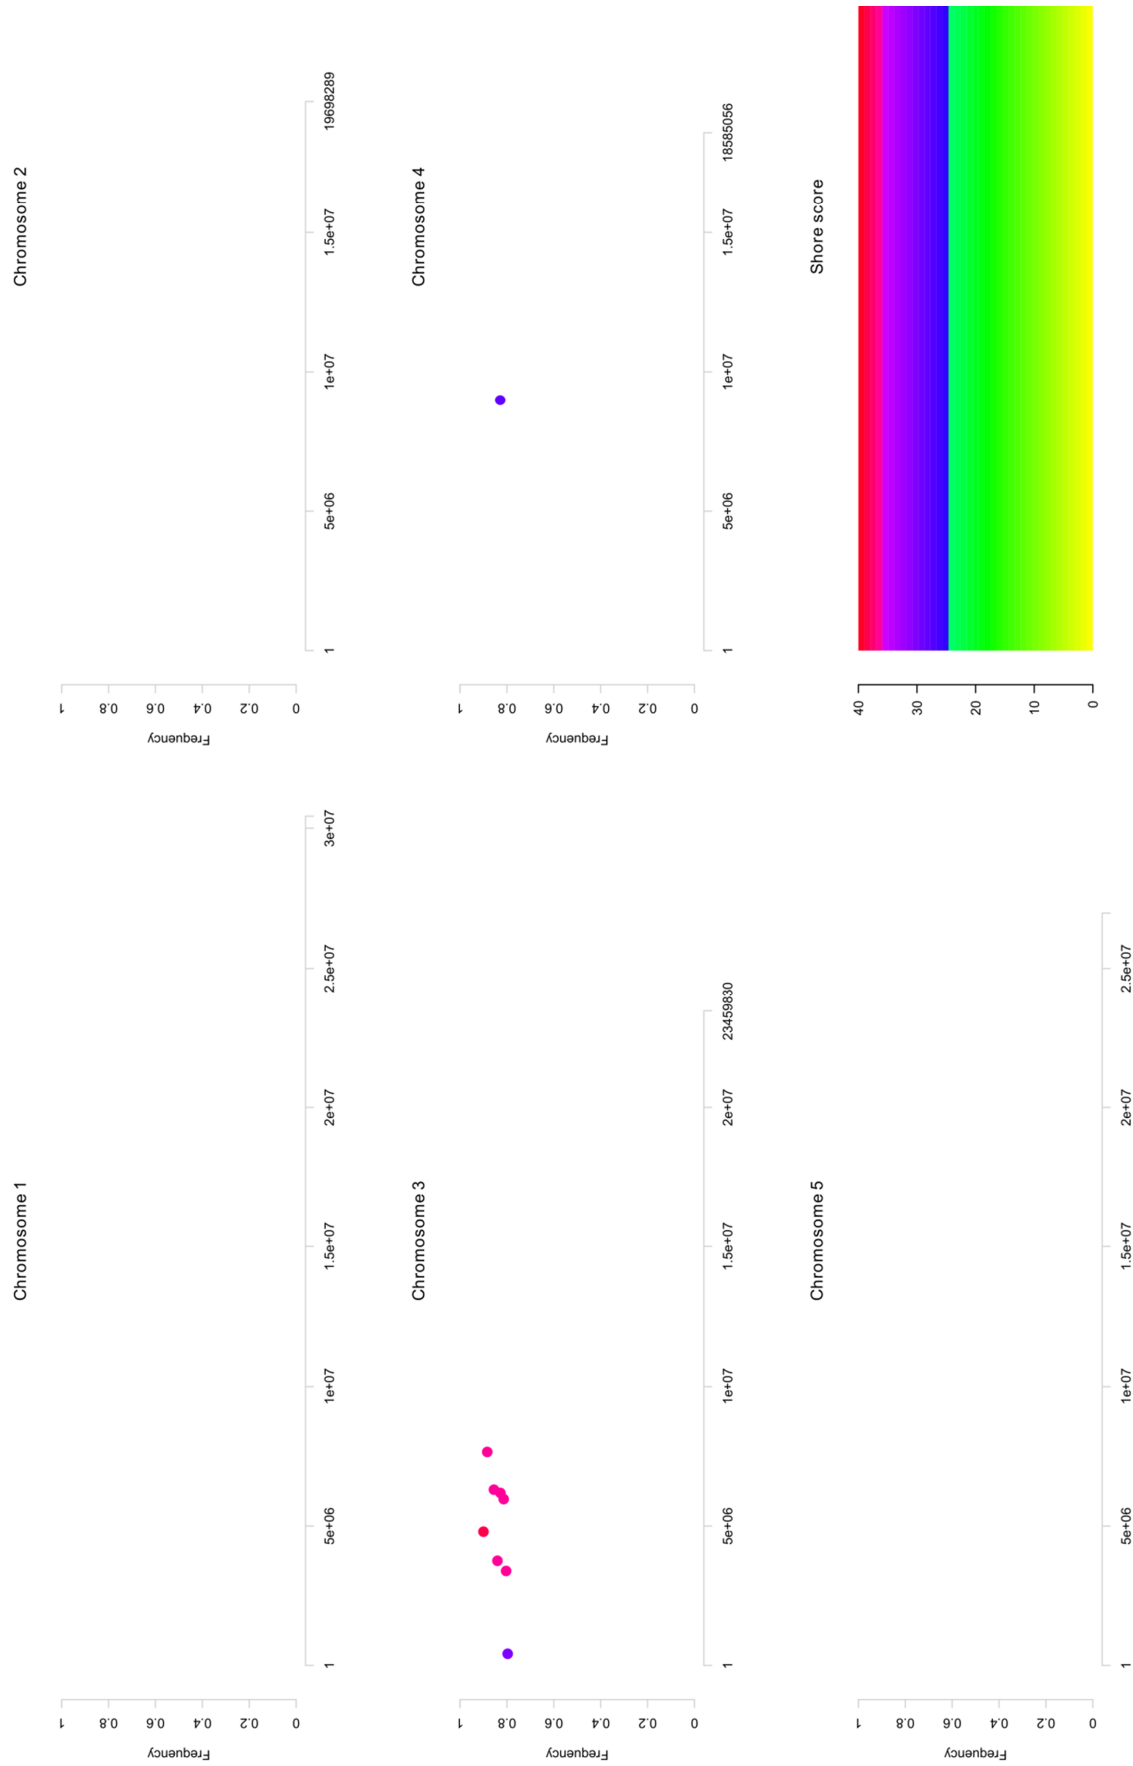 Chromosome 1
Frequency
0
0.2
0.4
0.6
0.8
1
1
5e+06
1e+07
1.5e+07
2e+07
2.5e+07
3e+07
Chromosome 2
Frequency
0
0.2
0.4
0.6
0.8
1
1
5e+06
1e+07
1.5e+07
19698289
Chromosome 3
Frequency
0
0.2
0.4
0.6
0.8
1
1
5e+06
1e+07
1.5e+07
2e+07
23459830
Chromosome 4
Frequency
0
0.2
0.4
0.6
0.8
1
1
5e+06
1e+07
1.5e+07
18585056
Chromosome 5
Frequency
0
0.2
0.4
0.6
0.8
1
1
5e+06
1e+07
1.5e+07
2e+07
2.5e+07
Shore score
0
10
20
30
40